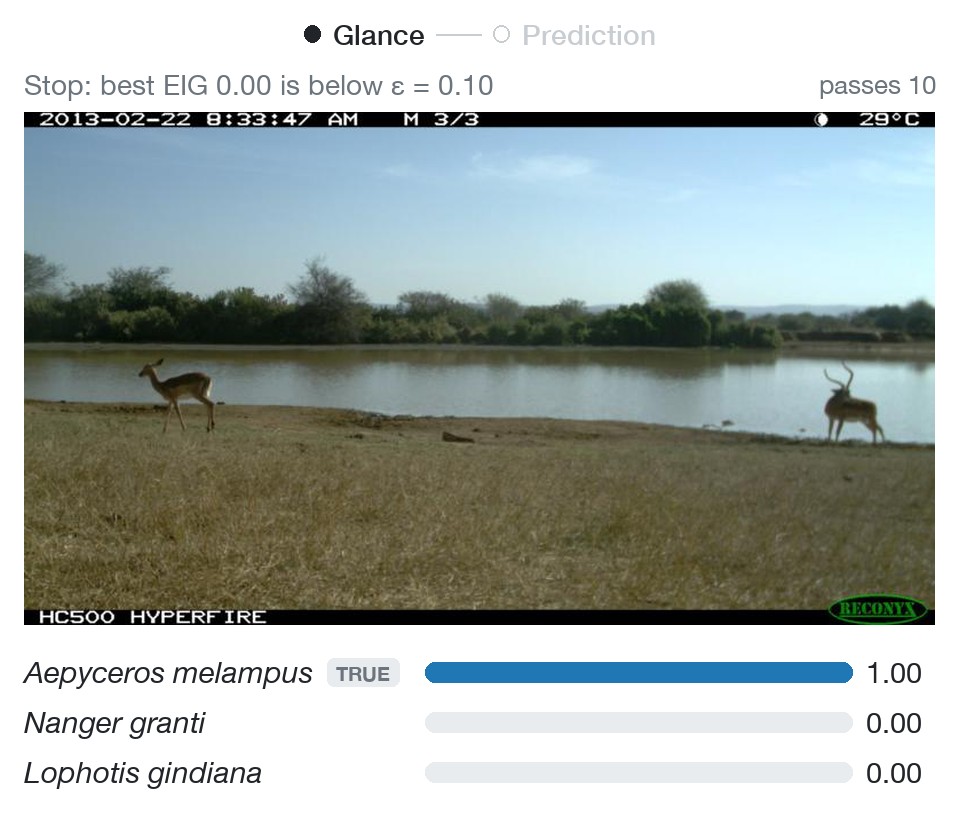 Glance Prediction
Stop: best EIG 0.00 is below ε = 0.10 passes 10
2013-02-22 8:33:47 AM M 3/3 29°C
HC500 HYPERFIRE RECONYX
Aepyceros melampus TRUE 1.00
Nanger granti 0.00
Lophotis gindiana 0.00